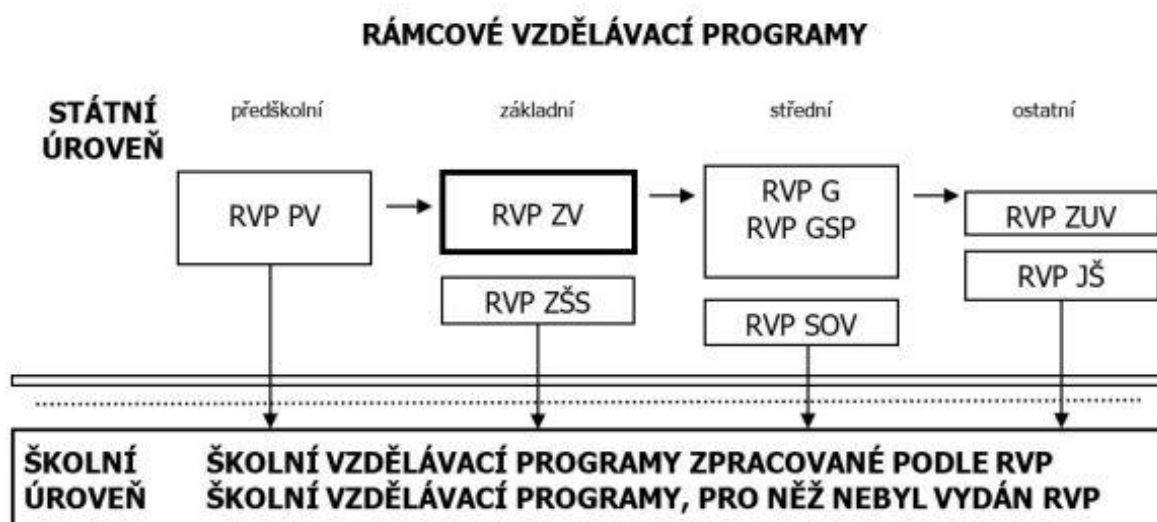 RÁMCOVÉ VZDĚLÁVACÍ PROGRAMY
STÁTNÍ
ÚROVEŇ
předškolní
základní
střední
ostatní
RVP PV
RVP ZV
RVP ZŠS
RVP G
RVP GSP
RVP SOV
RVP ZUV
RVP JŠ
ŠKOLNÍ
ÚROVEŇ
ŠKOLNÍ VZDĚLÁVACÍ PROGRAMY ZPRACOVANÉ PODLE RVP
ŠKOLNÍ VZDĚLÁVACÍ PROGRAMY, PRO NĚŽ NEBYL VYDÁN RVP